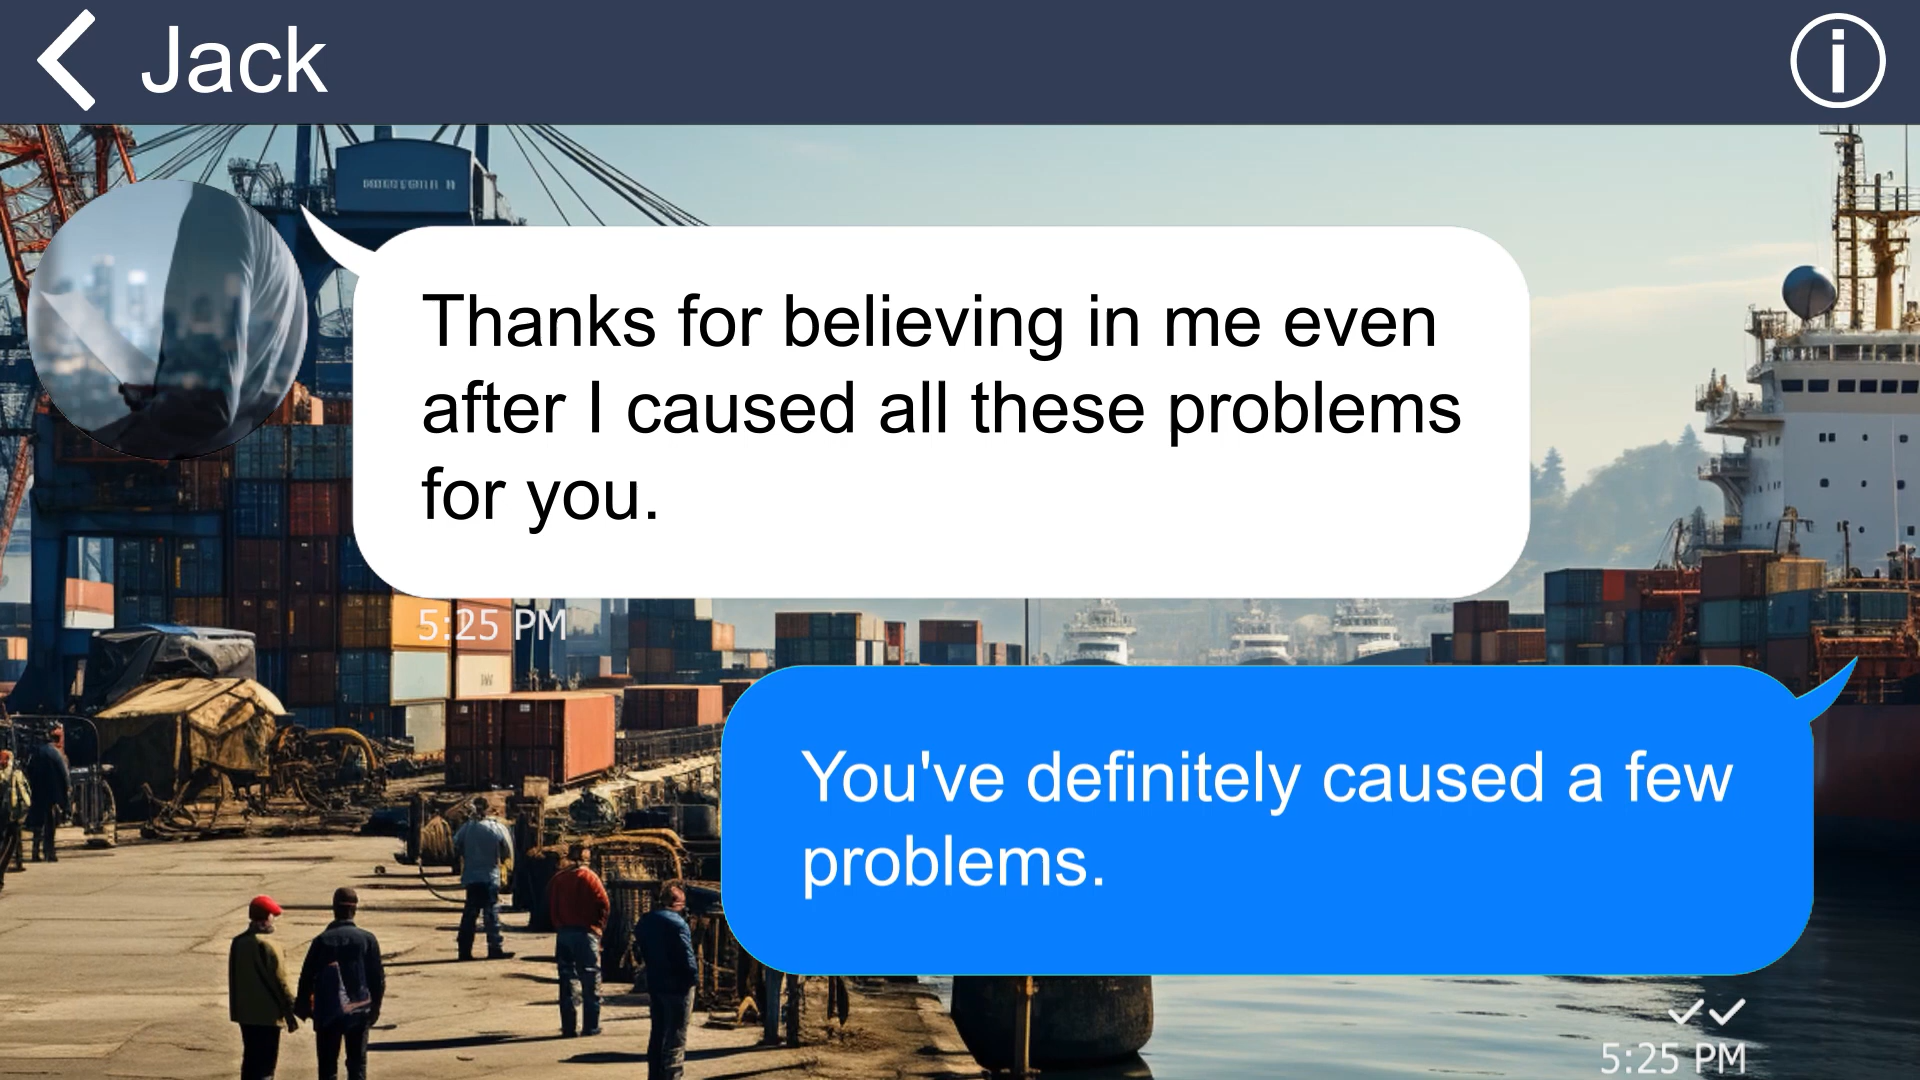 Jack
Thanks for believing in me even
after I caused all these problems
for you.
5:25 PM
You've definitely caused a few
problems.
5:25 PM